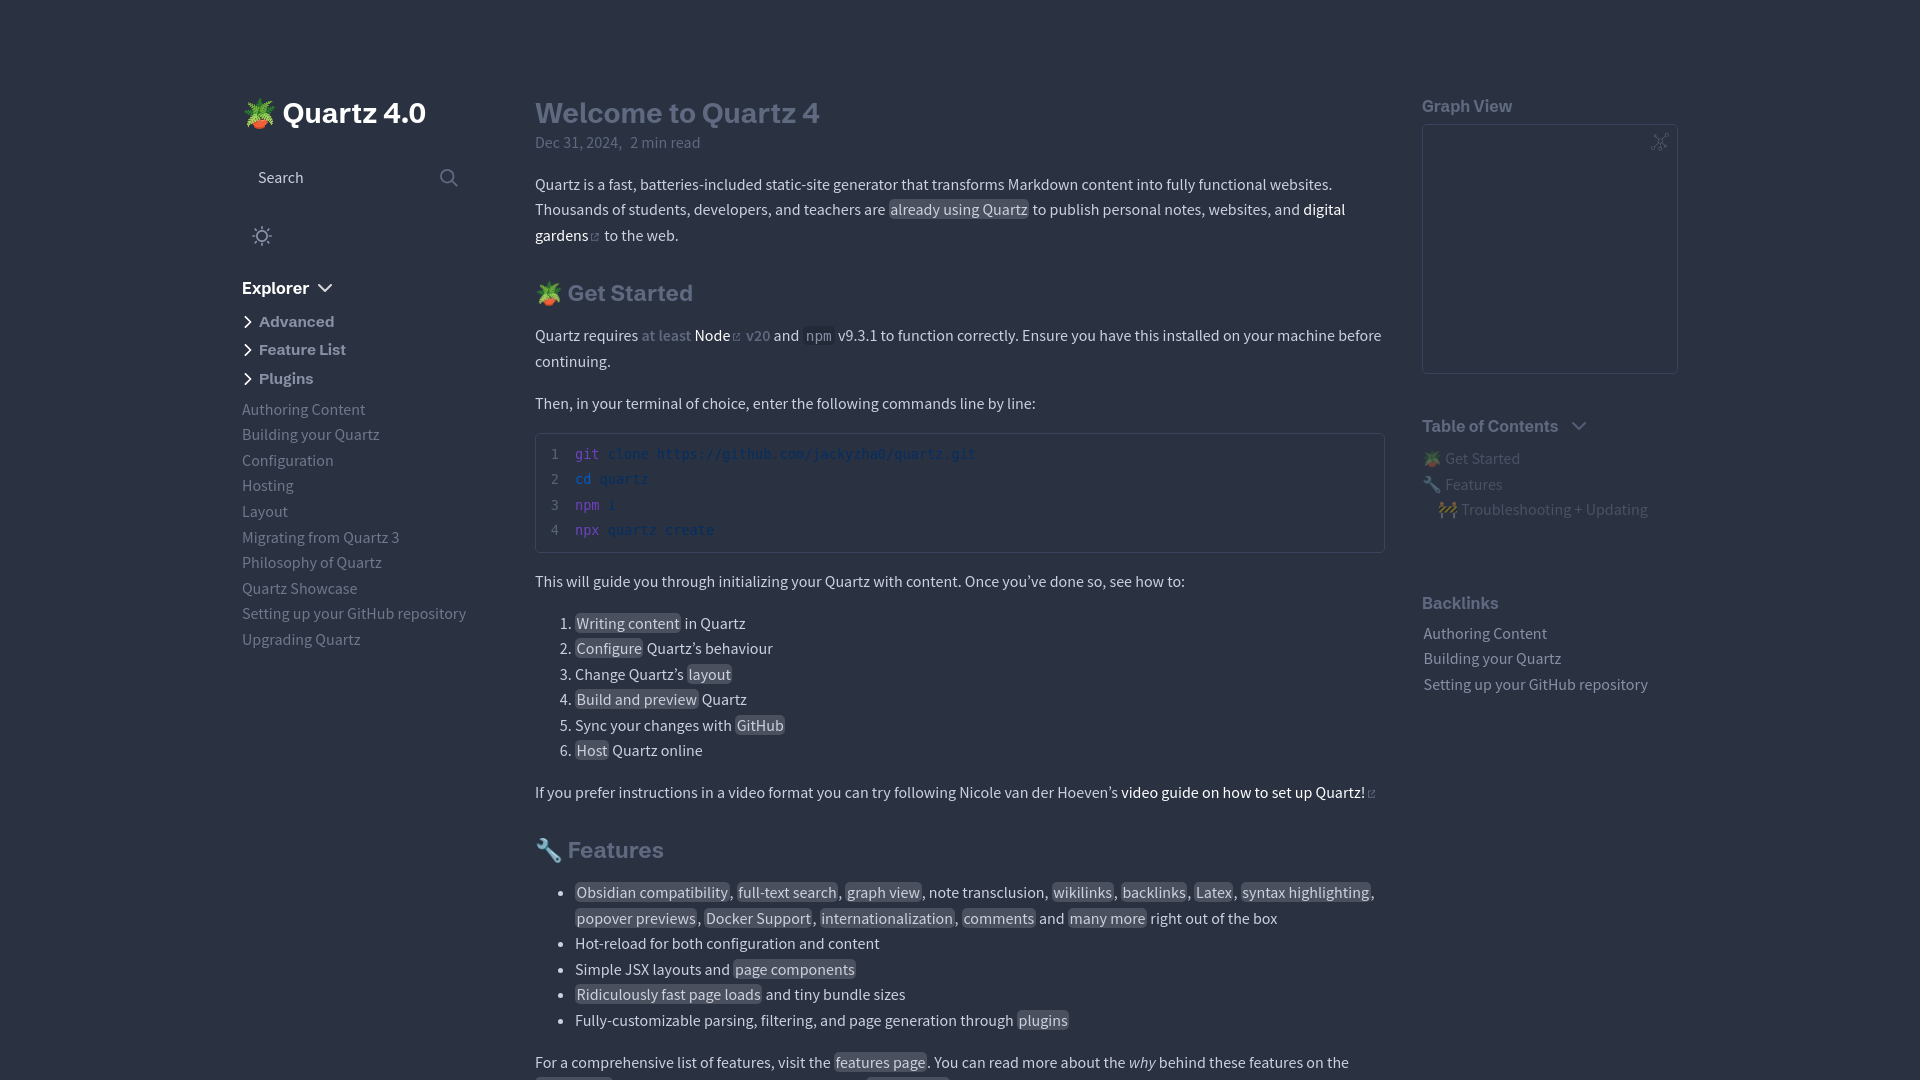 Quartz 4.0
Search
Explorer
Advanced
Feature List
Plugins
Authoring Content
Building your Quartz
Configuration
Hosting
Layout
Migrating from Quartz 3
Philosophy of Quartz
Quartz Showcase
Setting up your GitHub repository
Upgrading Quartz
Welcome to Quartz 4
Dec 31, 2024, 2 min read
Quartz is a fast, batteries-included static-site generator that transforms Markdown content into fully functional websites.
Thousands of students, developers, and teachers are already using Quartz to publish personal notes, websites, and digital
gardens to the web.
Get Started
Quartz requires at least Node v20 and npm v9.3.1 to function correctly. Ensure you have this installed on your machine before
continuing.
Then, in your terminal of choice, enter the following commands line by line:
1 git clone https://github.com/jackyzha0/quartz.git
2 cd quartz
3 npm i
4 npx quartz create
This will guide you through initializing your Quartz with content. Once you’ve done so, see how to:
1. Writing content in Quartz
2. Configure Quartz’s behaviour
3. Change Quartz’s layout
4. Build and preview Quartz
5. Sync your changes with GitHub
6. Host Quartz online
If you prefer instructions in a video format you can try following Nicole van der Hoeven’s video guide on how to set up Quartz!
Features
• Obsidian compatibility, full-text search, graph view, note transclusion, wikilinks, backlinks, Latex, syntax highlighting,
popover previews, Docker Support, internationalization, comments and many more right out of the box
• Hot-reload for both configuration and content
• Simple JSX layouts and page components
• Ridiculously fast page loads and tiny bundle sizes
• Fully-customizable parsing, filtering, and page generation through plugins
For a comprehensive list of features, visit the features page. You can read more about the why behind these features on the
Graph View
Table of Contents
Get Started
Features
Troubleshooting + Updating
Backlinks
Authoring Content
Building your Quartz
Setting up your GitHub repository